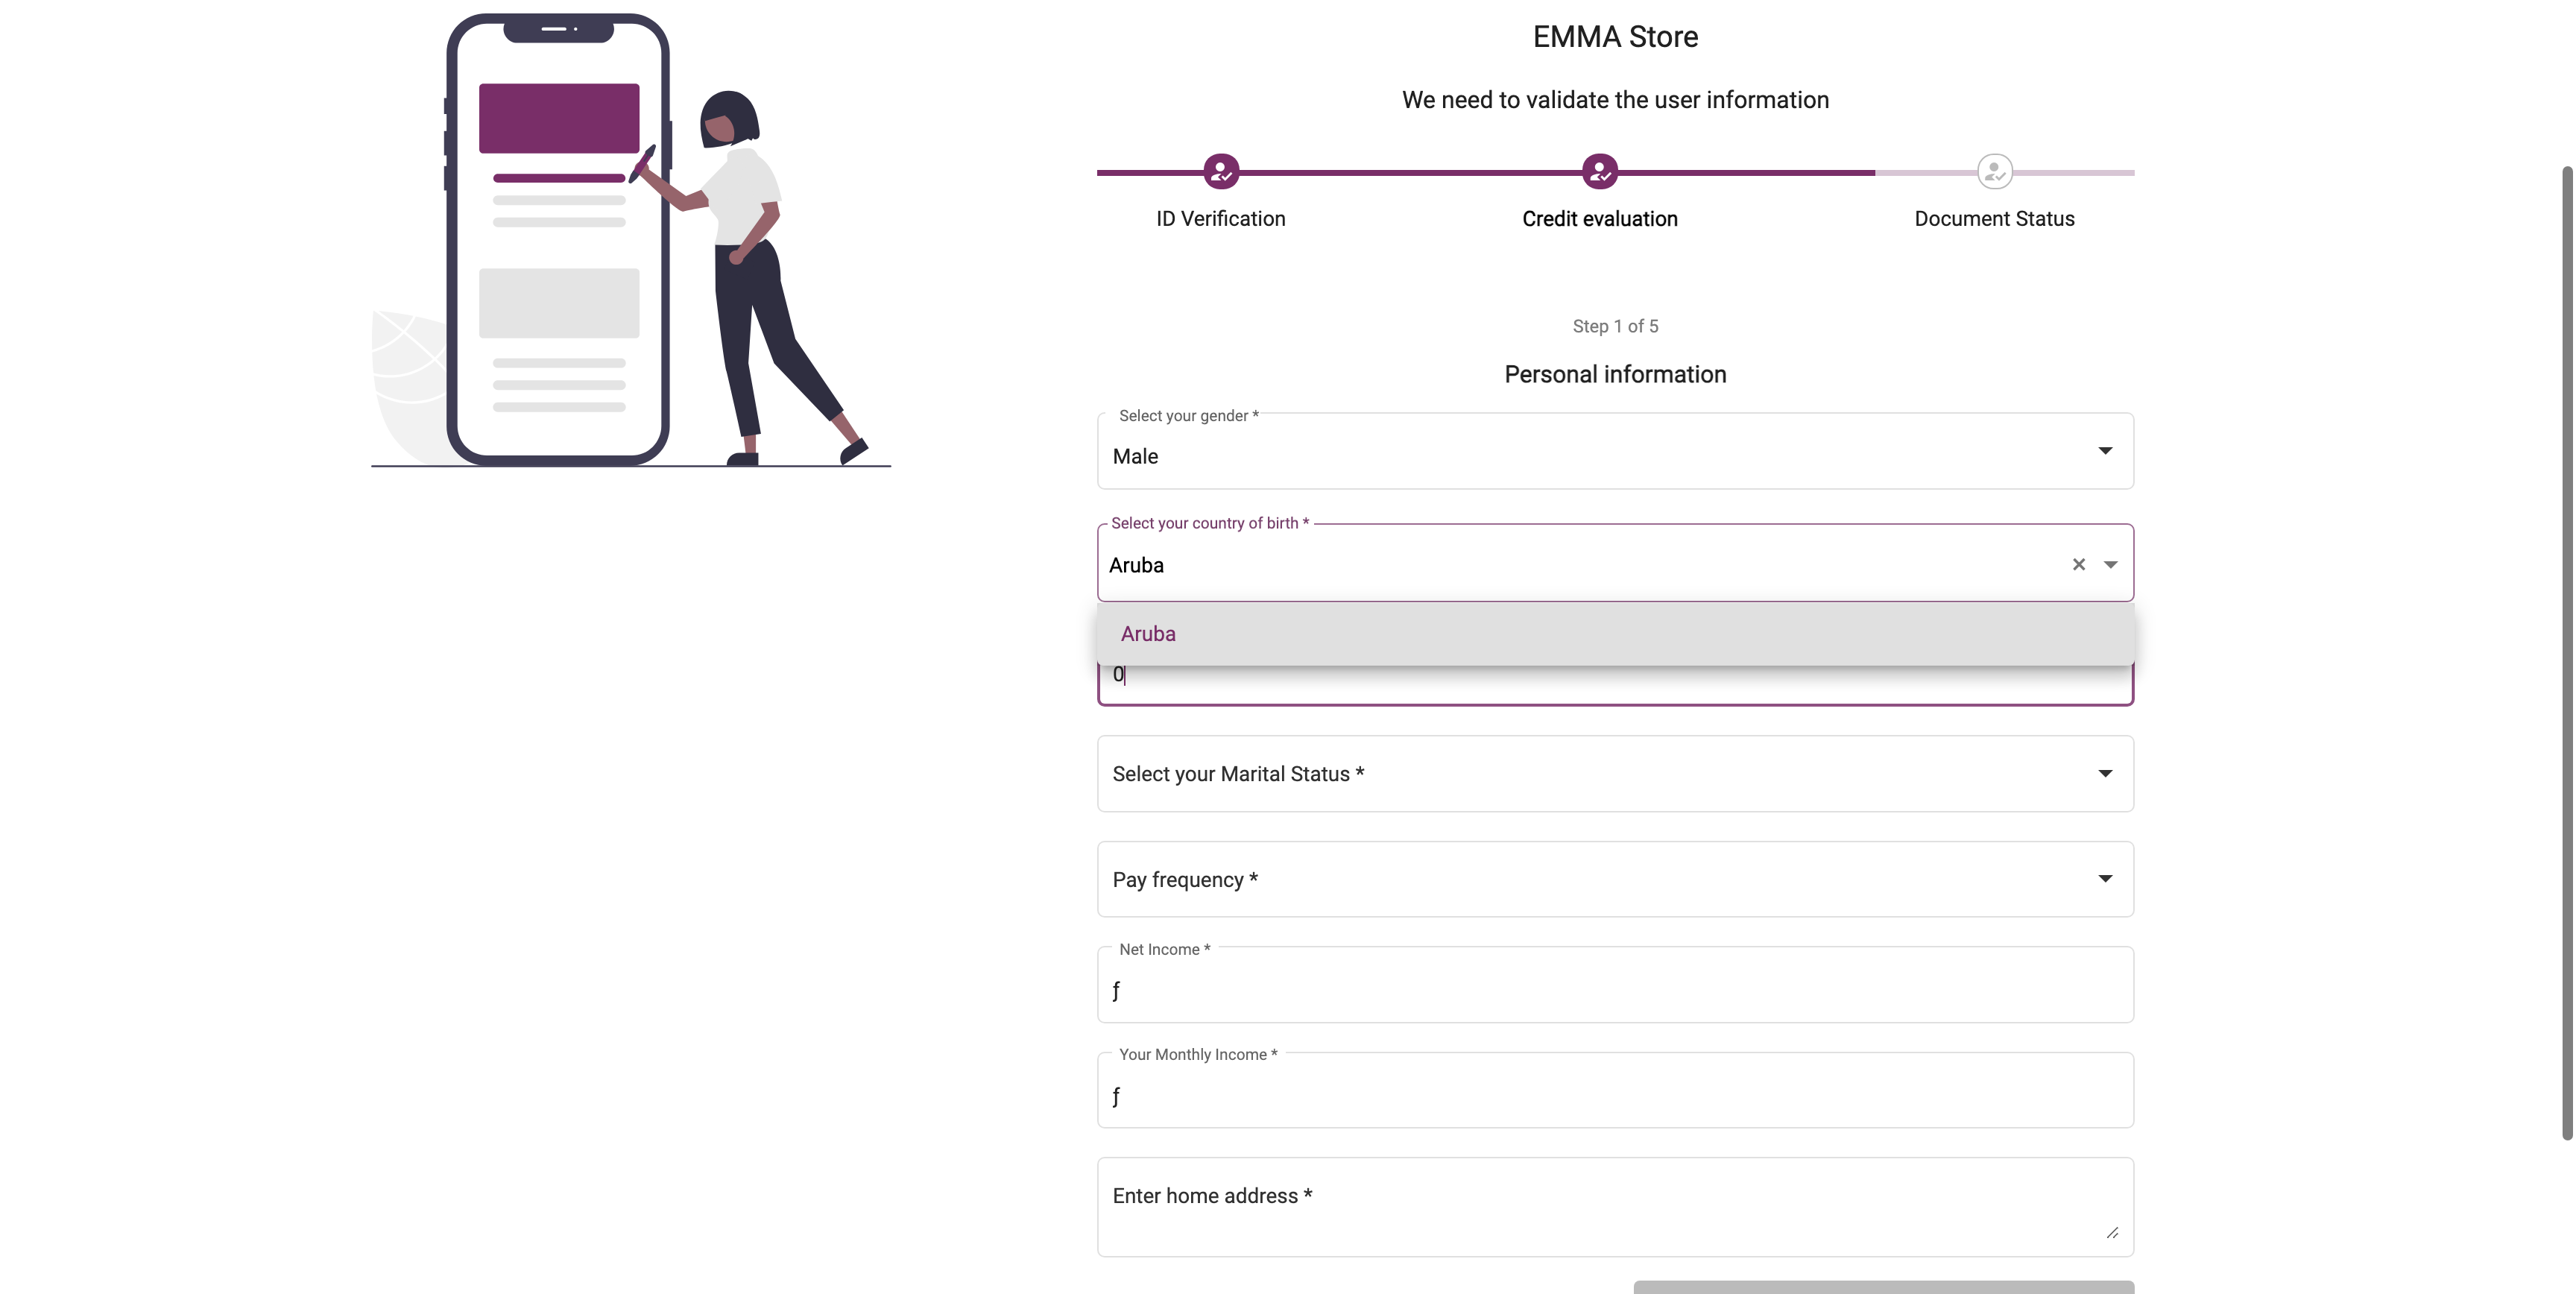 EMMA Store
We need to validate the user information
ID Verification
Credit evaluation
Document Status
Step 1 of 5
Personal information
Select your gender *
Male
Select your country of birth *
Aruba
Aruba
0
Select your Marital Status *
Pay frequency *
Net Income *
ƒ
Your Monthly Income *
ƒ
Enter home address *